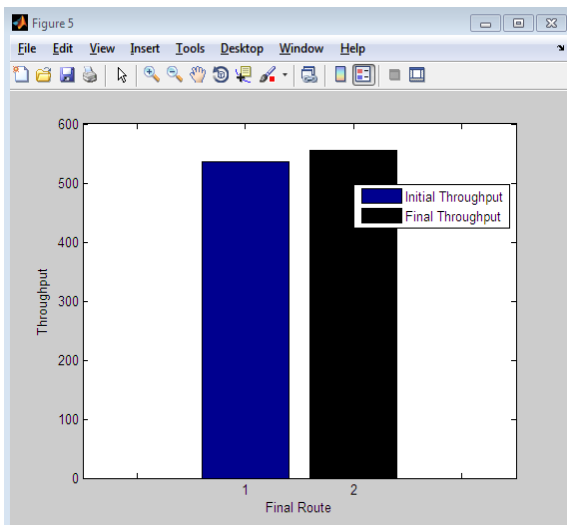 Figure 5
File Edit View Insert Tools Desktop Window Help
600
500
400
300
200
100
0
Throughput
Initial Throughput
Final Throughput
1 2
Final Route